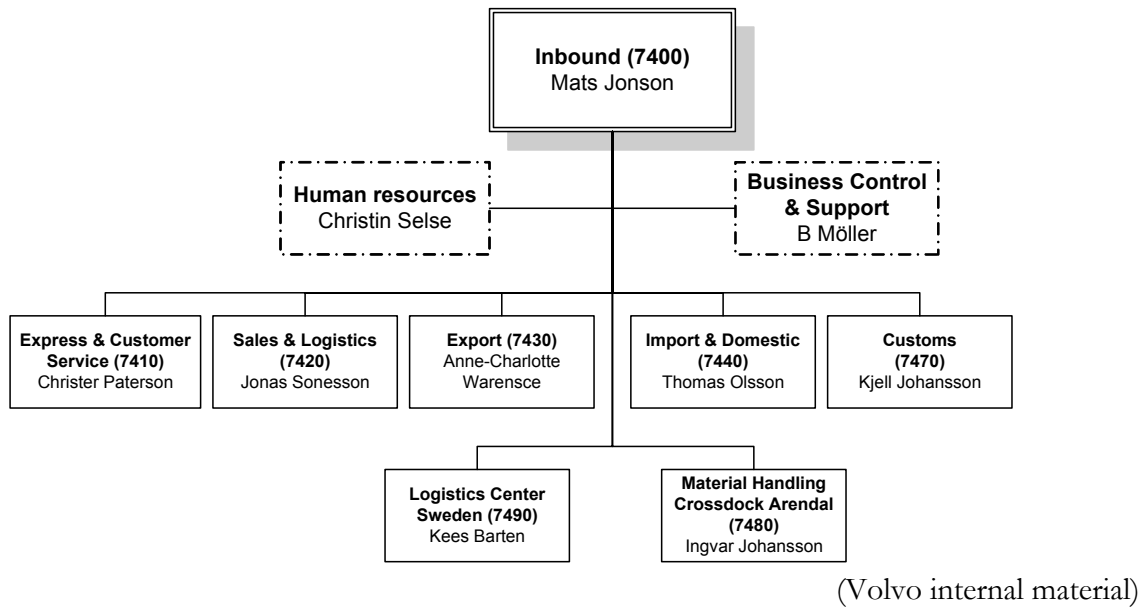 Inbound (7400)
Mats Jonson
Human resources
Christin Selse
Business Control
& Support
B Möller
Express & Customer
Service (7410)
Christer Paterson
Sales & Logistics
(7420)
Jonas Sonesson
Export (7430)
Anne-Charlotte
Warensce
Import & Domestic
(7440)
Thomas Olsson
Customs
(7470)
Kjell Johansson
Logistics Center
Sweden (7490)
Kees Barten
Material Handling
Crossdock Arendal
(7480)
Ingvar Johansson
(Volvo internal material)